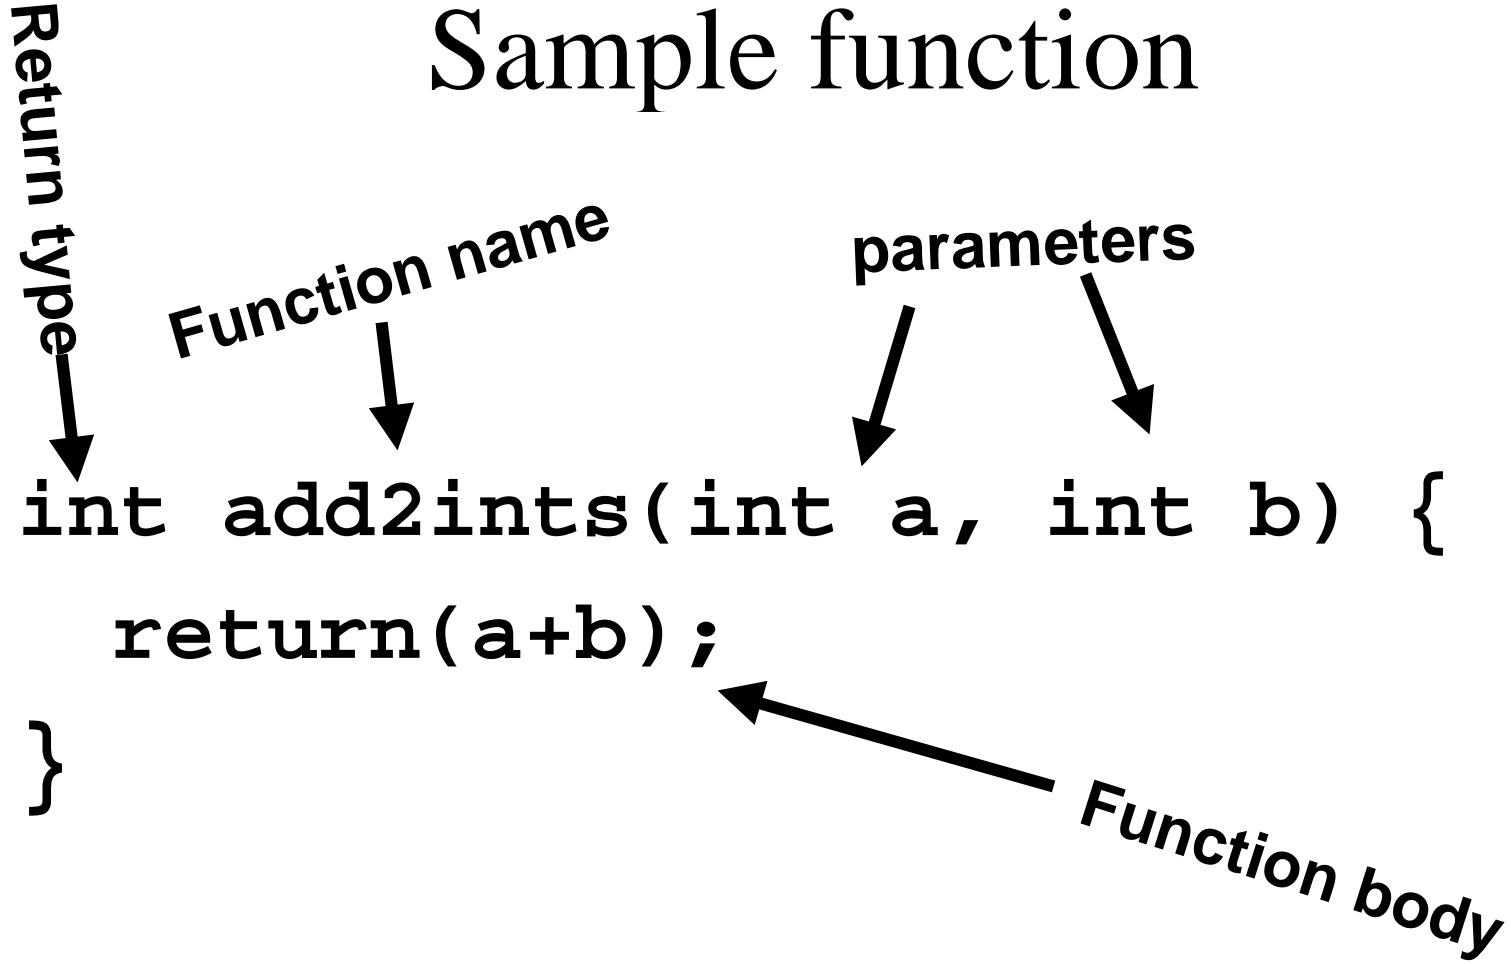 Sample function
Return type
Function name
parameters
int add2ints(int a, int b) {
return(a+b);
}
Function body